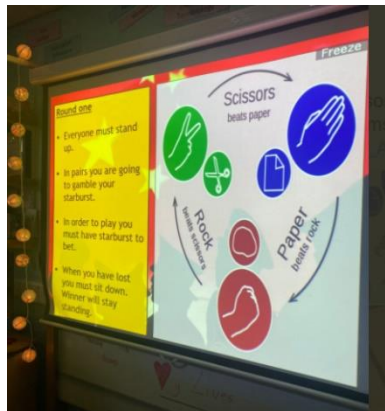 Freeze
Round one
• Everyone must stand
up.
• In pairs you are going
to gamble your
starburst.
• In order to play you
must have starburst to
bet.
• When you have lost
you must sit down.
Winner will stay
standing.
Scissors
beats paper
Paper
beats rock
Rock
beats scissors